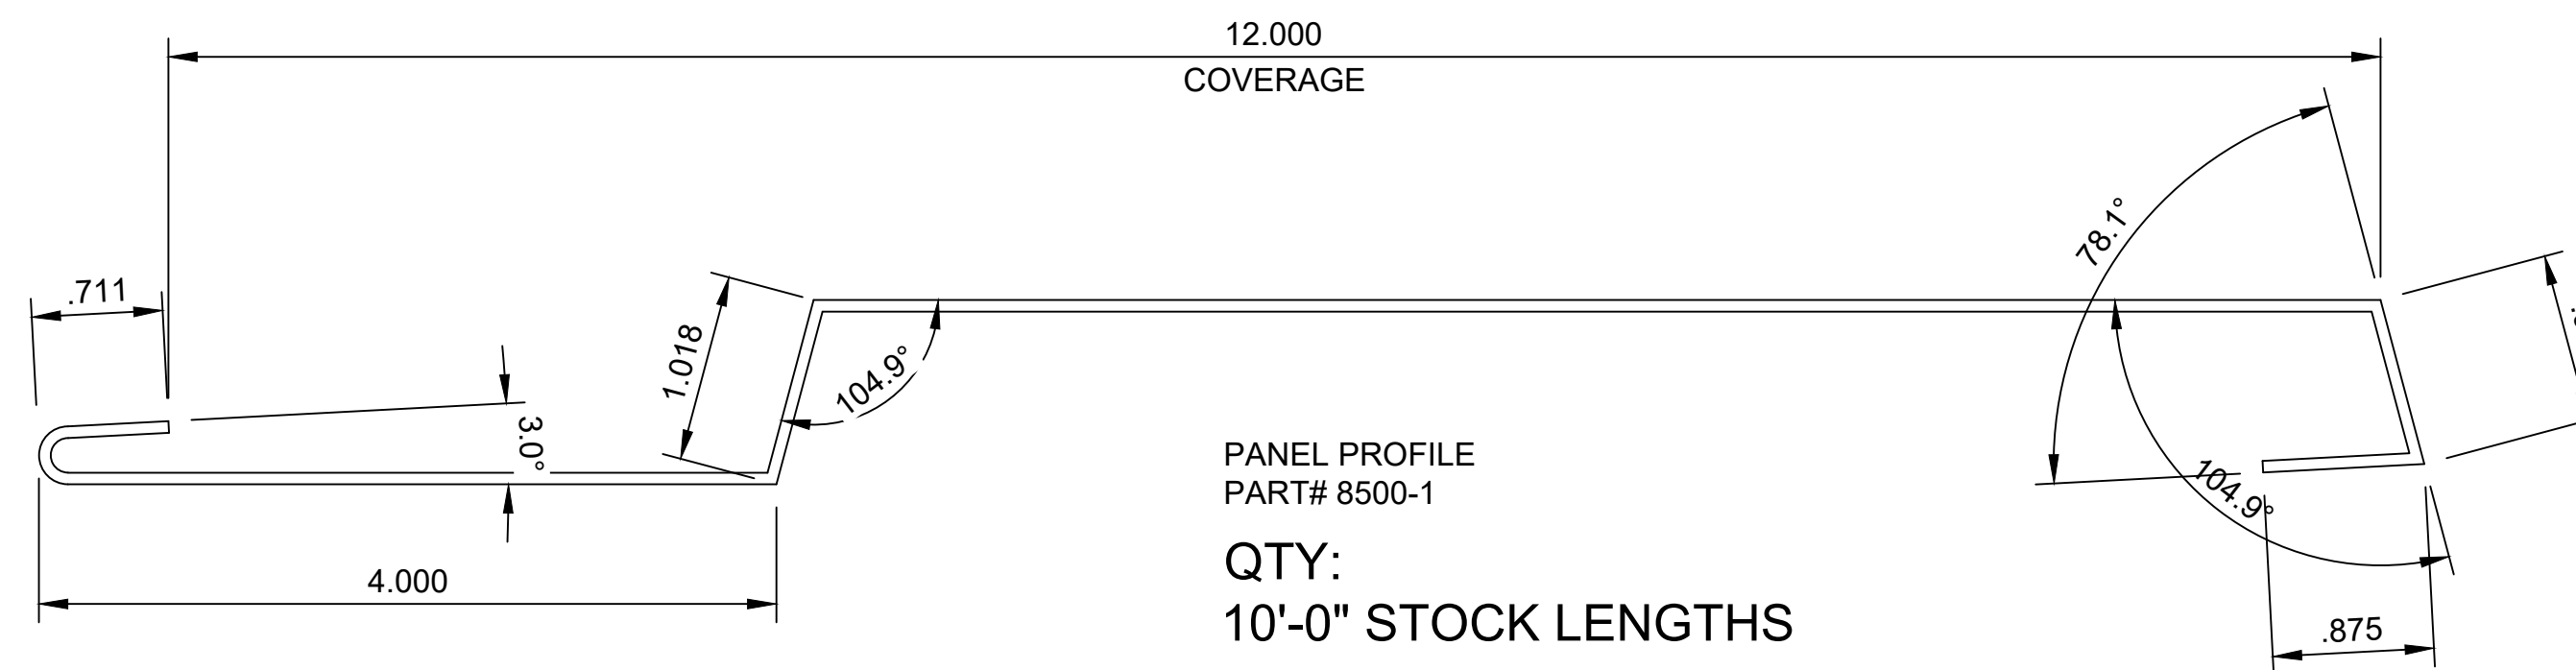 12.000
COVERAGE
78.1°
.711
1.018
104.9°
3.0°
PANEL PROFILE
PART# 8500-1
104.9°
QTY:
4.000
10'-0" STOCK LENGTHS
.875